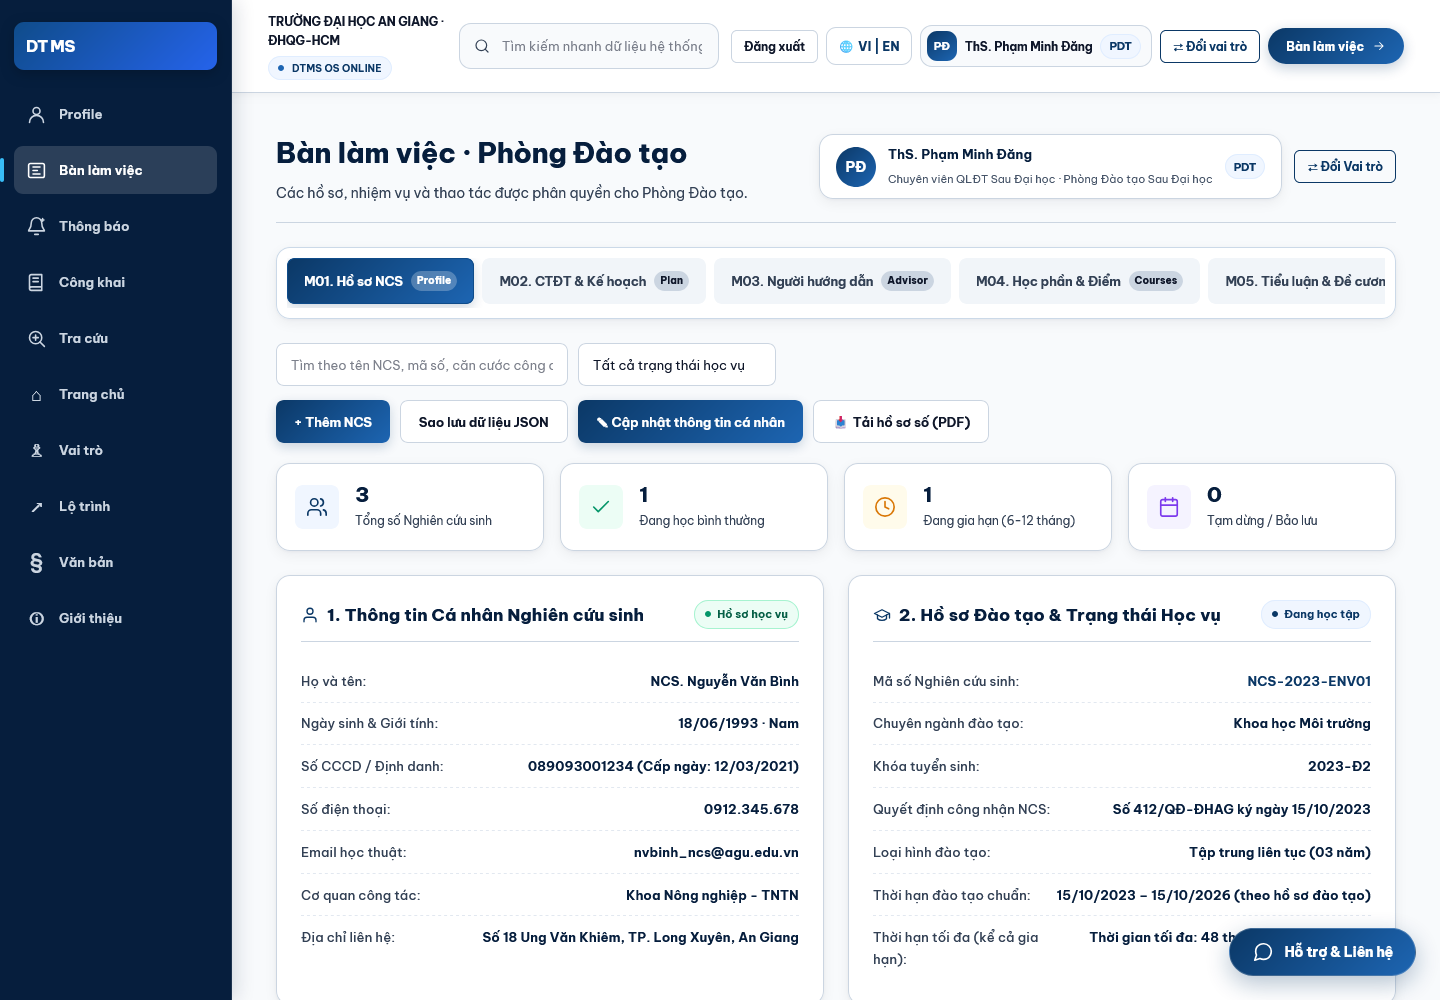 DTMS
Profile
Bàn làm việc
Thông báo
Công khai
Tra cứu
Trang chủ
Vai trò
Lộ trình
Văn bản
Giới thiệu
TRƯỜNG ĐẠI HỌC AN GIANG ·
ĐHQG-HCM
DTMS OS ONLINE
Tìm kiếm nhanh dữ liệu hệ thống
Đăng xuất
VI | EN
PĐ ThS. Phạm Minh Đăng PDT
⇄ Đổi vai trò
Bàn làm việc →
Bàn làm việc · Phòng Đào tạo
Các hồ sơ, nhiệm vụ và thao tác được phân quyền cho Phòng Đào tạo.
PĐ
ThS. Phạm Minh Đăng
Chuyên viên QLĐT Sau Đại học · Phòng Đào tạo Sau Đại học
PDT
⇄ Đổi Vai trò
M01. Hồ sơ NCS Profile
M02. CTĐT & Kế hoạch Plan
M03. Người hướng dẫn Advisor
M04. Học phần & Điểm Courses
M05. Tiểu luận & Đề cươn
Tìm theo tên NCS, mã số, căn cước công
Tất cả trạng thái học vụ
+ Thêm NCS
Sao lưu dữ liệu JSON
Cập nhật thông tin cá nhân
Tải hồ sơ số (PDF)
3
Tổng số Nghiên cứu sinh
1
Đang học bình thường
1
Đang gia hạn (6-12 tháng)
0
Tạm dừng / Bảo lưu
1. Thông tin Cá nhân Nghiên cứu sinh
Hồ sơ học vụ
Họ và tên: NCS. Nguyễn Văn Bình
Ngày sinh & Giới tính: 18/06/1993 · Nam
Số CCCD / Định danh: 089093001234 (Cấp ngày: 12/03/2021)
Số điện thoại: 0912.345.678
Email học thuật: nvbinh_ncs@agu.edu.vn
Cơ quan công tác: Khoa Nông nghiệp - TNTN
Địa chỉ liên hệ: Số 18 Ung Văn Khiêm, TP. Long Xuyên, An Giang
2. Hồ sơ Đào tạo & Trạng thái Học vụ
Đang học tập
Mã số Nghiên cứu sinh: NCS-2023-ENV01
Chuyên ngành đào tạo: Khoa học Môi trường
Khóa tuyển sinh: 2023-Đ2
Quyết định công nhận NCS: Số 412/QĐ-ĐHAG ký ngày 15/10/2023
Loại hình đào tạo: Tập trung liên tục (03 năm)
Thời hạn đào tạo chuẩn: 15/10/2023 – 15/10/2026 (theo hồ sơ đào tạo)
Thời hạn tối đa (kể cả gia Thời gian tối đa: 48 th
hạn):
Hỗ trợ & Liên hệ